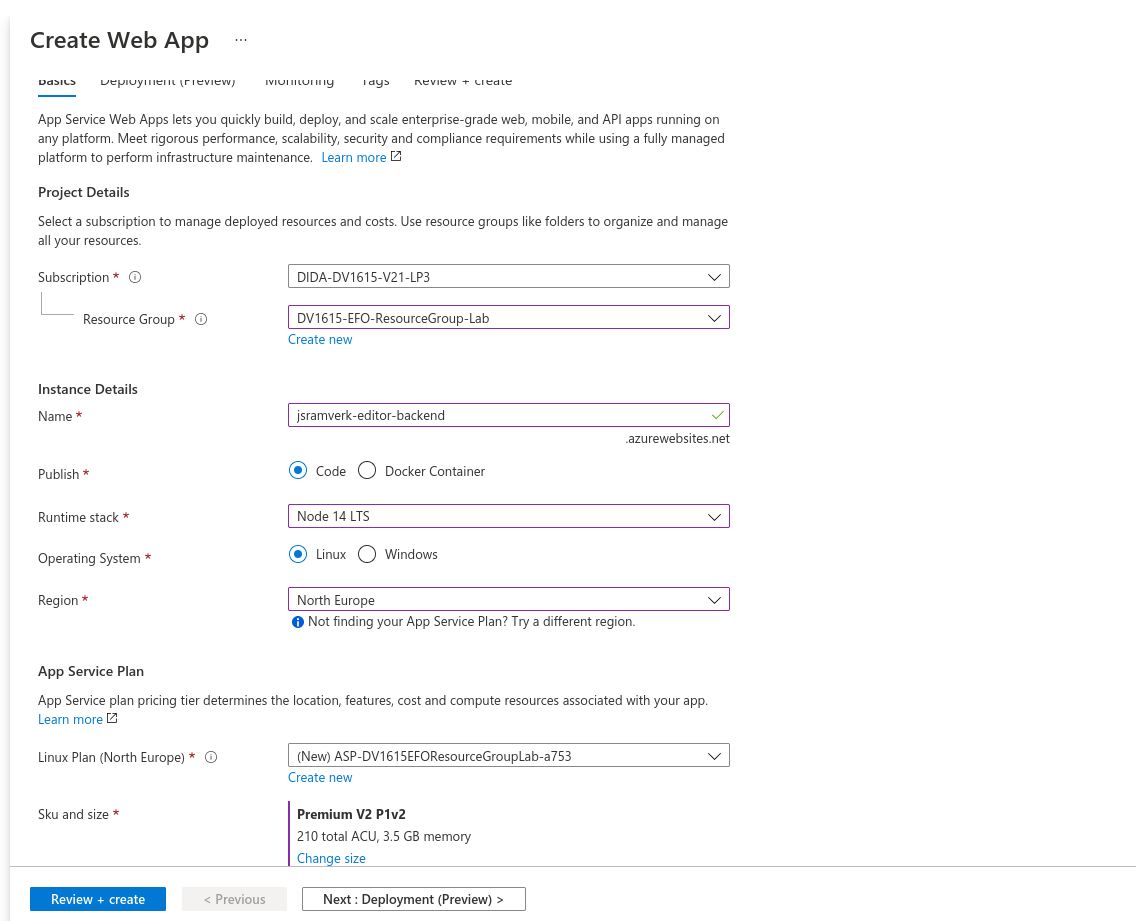 Create Web App ...
Basics Deployment (Preview) Monitoring Tags Review + create
App Service Web Apps lets you quickly build, deploy, and scale enterprise-grade web, mobile, and API apps running on
any platform. Meet rigorous performance, scalability, security and compliance requirements while using a fully managed
platform to perform infrastructure maintenance. Learn more
Project Details
Select a subscription to manage deployed resources and costs. Use resource groups like folders to organize and manage
all your resources.
Subscription * DIDA-DV1615-V21-LP3
Resource Group * DV1615-EFO-ResourceGroup-Lab
Create new
Instance Details
Name * jsramverk-editor-backend
.azurewebsites.net
Publish * Code Docker Container
Runtime stack * Node 14 LTS
Operating System * Linux Windows
Region * North Europe
Not finding your App Service Plan? Try a different region.
App Service Plan
App Service plan pricing tier determines the location, features, cost and compute resources associated with your app.
Learn more
Linux Plan (North Europe) * (New) ASP-DV1615EFOResourceGroupLab-a753
Create new
Sku and size * Premium V2 P1v2
210 total ACU, 3.5 GB memory
Change size
Review + create < Previous Next : Deployment (Preview) >